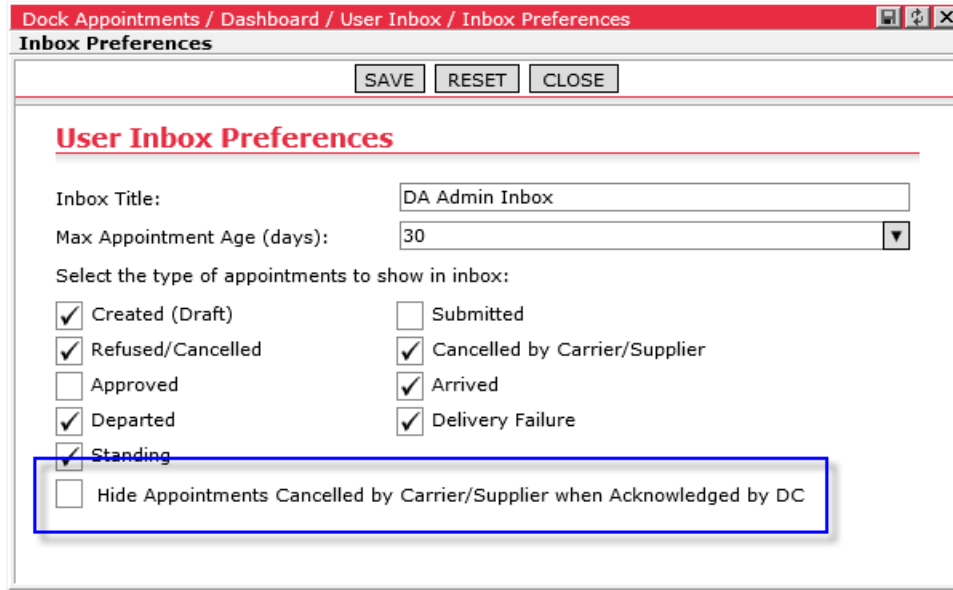 Dock Appointments / Dashboard / User Inbox / Inbox Preferences
Inbox Preferences
SAVE RESET CLOSE
User Inbox Preferences
Inbox Title: DA Admin Inbox
Max Appointment Age (days): 30
Select the type of appointments to show in inbox:
Created (Draft) Submitted
Refused/Cancelled Cancelled by Carrier/Supplier
Approved Arrived
Departed Delivery Failure
Standing
Hide Appointments Cancelled by Carrier/Supplier when Acknowledged by DC